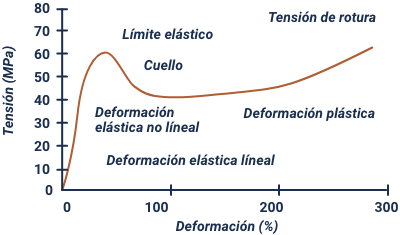 80
70
60
50
40
30
20
10
0
Tensión (MPa)
Límite elástico
Tensión de rotura
Cuello
Deformación
elástica no líneal
Deformación plástica
Deformación elástica líneal
0
100
200
300
Deformación (%)